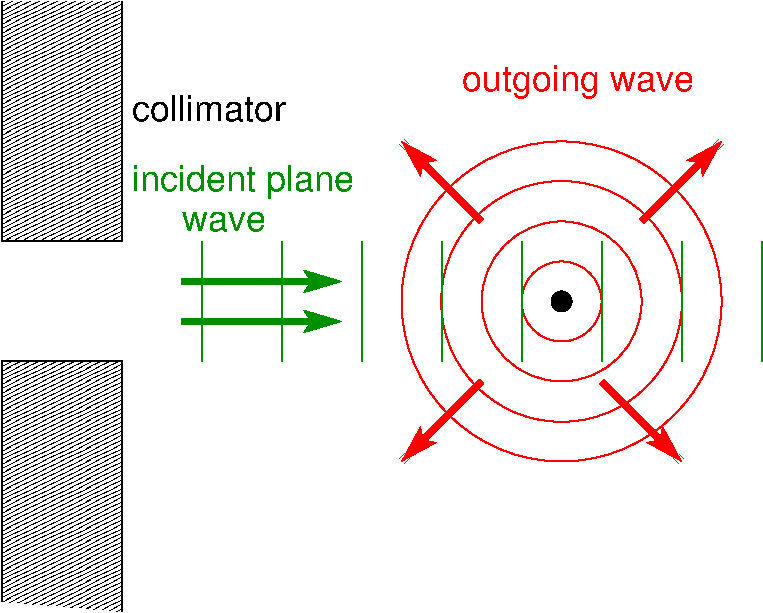 outgoing wave
collimator
incident plane
wave